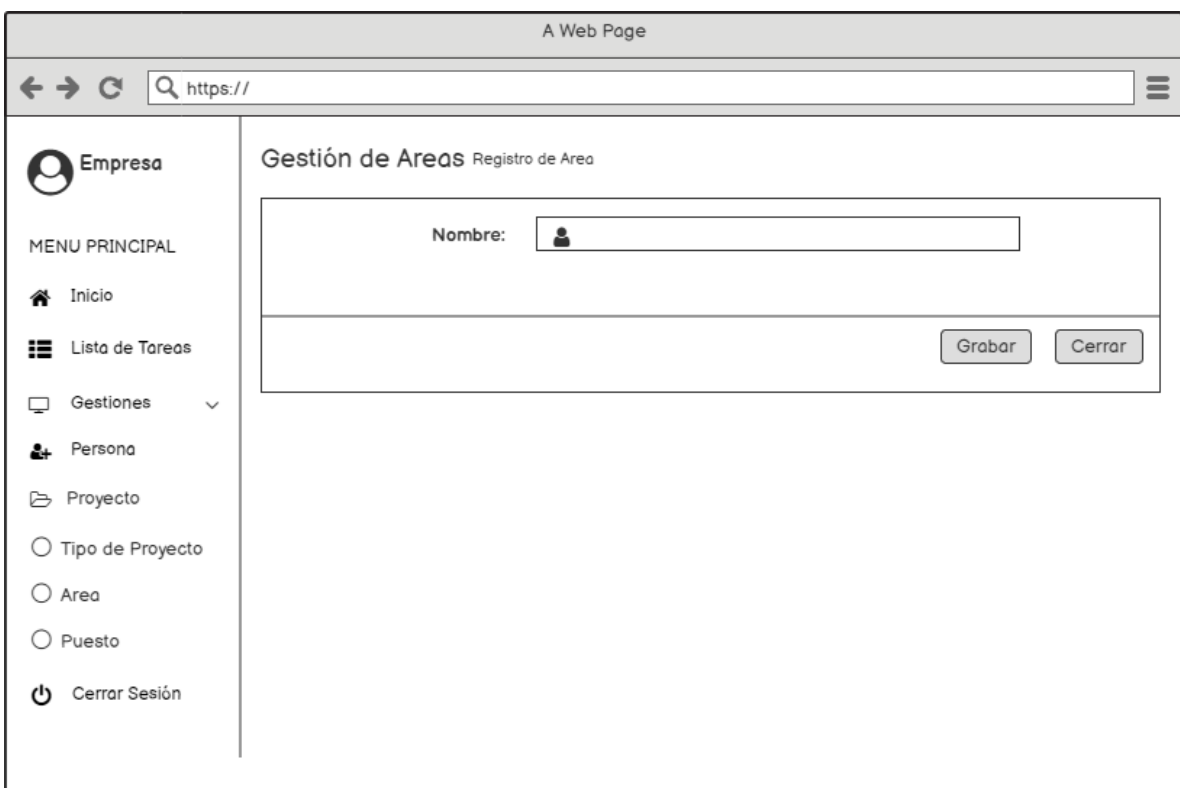 A Web Page
https://
Empresa
MENU PRINCIPAL
Inicio
Lista de Tareas
Gestiones
Persona
Proyecto
Tipo de Proyecto
Area
Puesto
Cerrar Sesión
Gestión de Areas Registro de Area
Nombre:
Grabar Cerrar